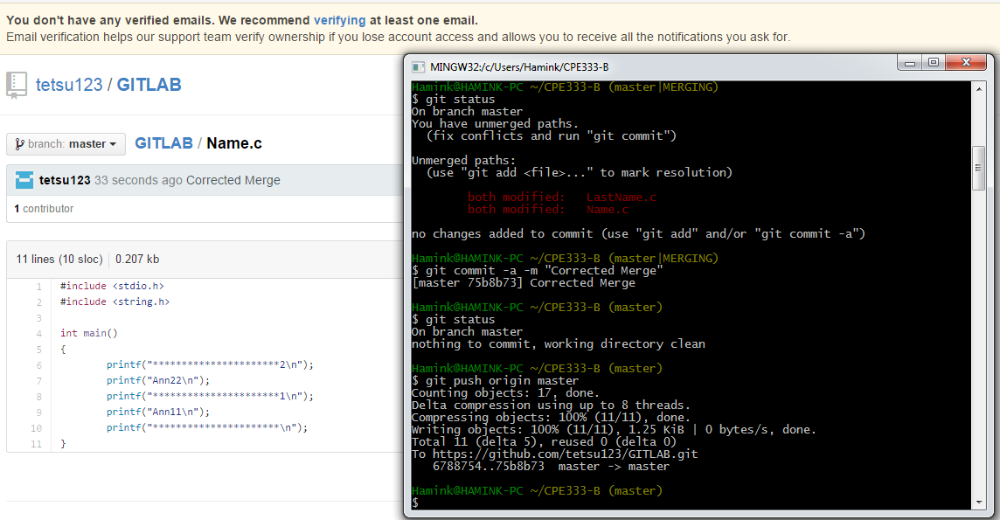 You don't have any verified emails. We recommend verifying at least one email.
Email verification helps our support team verify ownership if you lose account access and allows you to receive all the notifications you ask for.
tetsu123 / GITLAB
branch: master
GITLAB / Name.c
tetsu123 33 seconds ago Corrected Merge
1 contributor
11 lines (10 sloc) 0.207 kb
1 #include <stdio.h>
2 #include <string.h>
3
4 int main()
5 {
6 printf("**********************2\n");
7 printf("Ann22\n");
8 printf("**********************1\n");
9 printf("Ann11\n");
10 printf("**********************\n");
11 }
MINGW32:/c/Users/Hamink/CPE333-B
Hamink@HAMINK-PC ~/CPE333-B (master|MERGING)
$ git status
On branch master
You have unmerged paths.
(fix conflicts and run "git commit")
Unmerged paths:
(use "git add <file>..." to mark resolution)
both modified: LastName.c
both modified: Name.c
no changes added to commit (use "git add" and/or "git commit -a")
Hamink@HAMINK-PC ~/CPE333-B (master|MERGING)
$ git commit -a -m "Corrected Merge"
[master 75b8b73] Corrected Merge
Hamink@HAMINK-PC ~/CPE333-B (master)
$ git status
On branch master
nothing to commit, working directory clean
Hamink@HAMINK-PC ~/CPE333-B (master)
$ git push origin master
Counting objects: 17, done.
Delta compression using up to 8 threads.
Compressing objects: 100% (11/11), done.
Writing objects: 100% (11/11), 1.25 KiB | 0 bytes/s, done.
Total 11 (delta 5), reused 0 (delta 0)
To https://github.com/tetsu123/GITLAB.git
6788754..75b8b73 master -> master
Hamink@HAMINK-PC ~/CPE333-B (master)
$